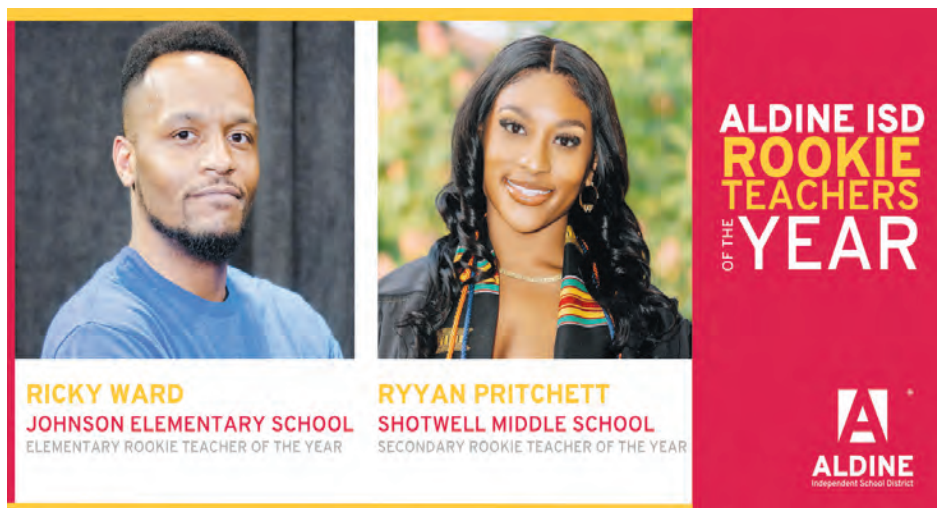 ALDINE ISD
ROOKIE
TEACHERS
OF THE YEAR
RICKY WARD
JOHNSON ELEMENTARY SCHOOL
ELEMENTARY ROOKIE TEACHER OF THE YEAR
RYYAN PRITCHETT
SHOTWELL MIDDLE SCHOOL
SECONDARY ROOKIE TEACHER OF THE YEAR
A
®
ALDINE
Independent School District